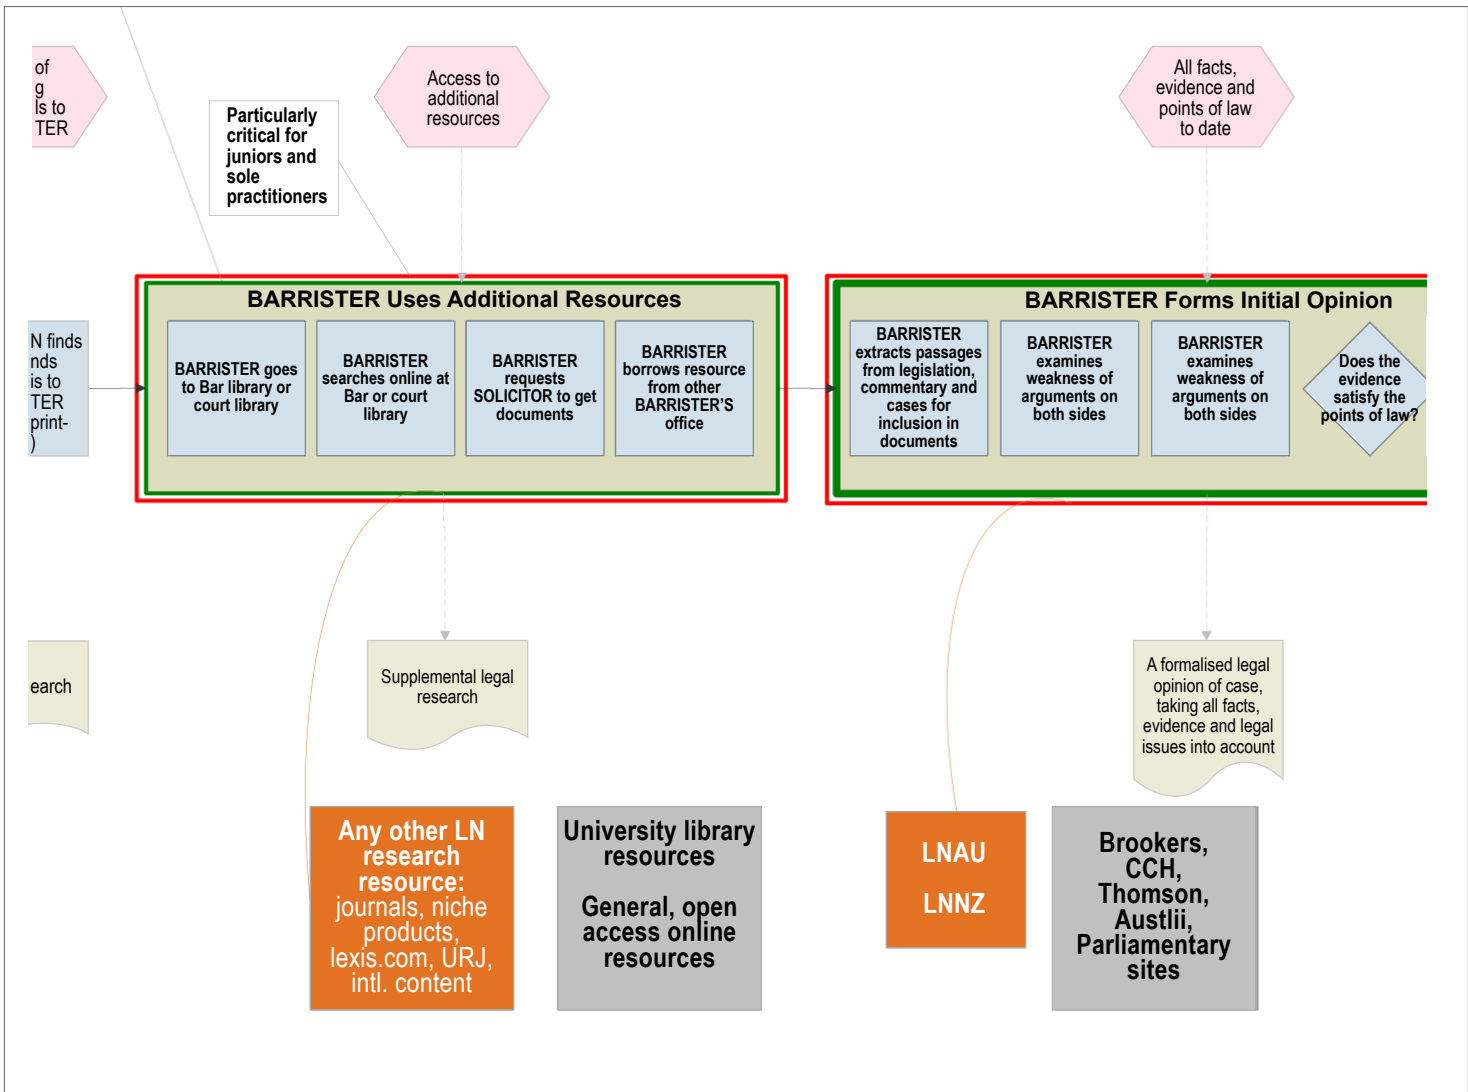 of
g
ls to
TER
Particularly
critical for
juniors and
sole
practitioners
Access to
additional
resources
All facts,
evidence and
points of law
to date
N finds
nds
is to
TER
print-
)
BARRISTER Uses Additional Resources
BARRISTER goes
to Bar library or
court library
BARRISTER
searches online at
Bar or court
library
BARRISTER
requests
SOLICITOR to get
documents
BARRISTER
borrows resource
from other
BARRISTER'S
office
BARRISTER Forms Initial Opinion
BARRISTER
extracts passages
from legislation,
commentary and
cases for
inclusion in
documents
BARRISTER
examines
weakness of
arguments on
both sides
BARRISTER
examines
weakness of
arguments on
both sides
Does the
evidence
satisfy the
points of law?
earch
Supplemental legal
research
A formalised legal
opinion of case,
taking all facts,
evidence and legal
issues into account
Any other LN
research
resource:
journals, niche
products,
lexis.com, URJ,
intl. content
University library
resources
General, open
access online
resources
LNAU
LNNZ
Brookers,
CCH,
Thomson,
Austlii,
Parliamentary
sites